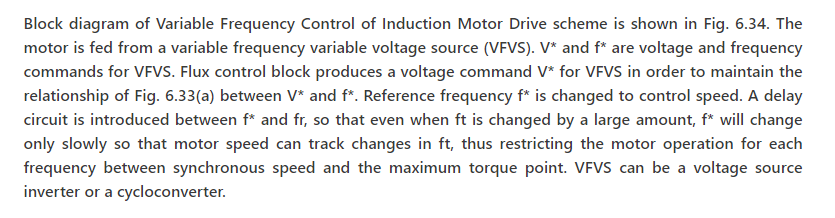 Block diagram of Variable Frequency Control of Induction Motor Drive scheme is shown in Fig. 6.34. The
motor is fed from a variable frequency variable voltage source (VFVS). V* and f* are voltage and frequency
commands for VFVS. Flux control block produces a voltage command V* for VFVS in order to maintain the
relationship of Fig. 6.33(a) between V* and f*. Reference frequency f* is changed to control speed. A delay
circuit is introduced between f* and fr, so that even when ft is changed by a large amount, f* will change
only slowly so that motor speed can track changes in ft, thus restricting the motor operation for each
frequency between synchronous speed and the maximum torque point. VFVS can be a voltage source
inverter or a cycloconverter.